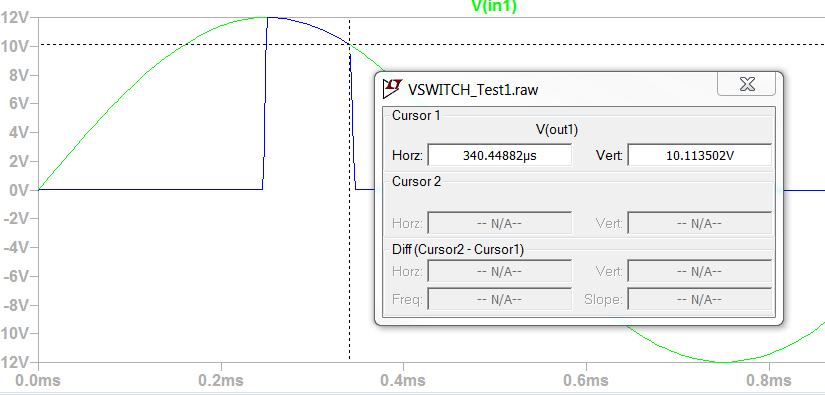 V(in1)
12V
10V
8V
6V
4V
2V
0V
-2V
-4V
-6V
-8V
10V
12V
0.0ms 0.2ms 0.4ms 0.6ms 0.8ms
VSWITCH_Test1.raw
Cursor 1
V(out1)
Horz: 340.44882µs Vert: 10.113502V
Cursor 2
Horz: -- N/A-- Vert: -- N/A--
Diff (Cursor2 - Cursor1)
Horz: -- N/A-- Vert: -- N/A--
Freq: -- N/A-- Slope: -- N/A--